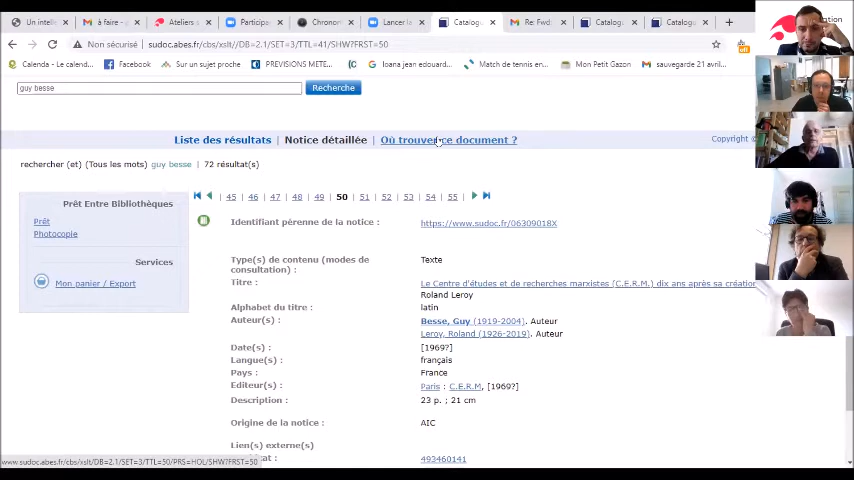 Un intelle
à faire - g
Ateliers s
Participa
Chronom
Lancer la
Catalogu
Re: Fwd:
Catalogu
Catalogu
Non sécurisé
sudoc.abes.fr/cbs/xslt//DB=2.1/SET=3/TTL=41/SHW?FRST=50
Calenda - Le calend...
Facebook
Sur un sujet proche
PREVISIONS METE...
Ioana jean edouard...
Match de tennis en...
Mon Petit Gazon
sauvegarde 21 avril...
off
guy besse
Recherche
Liste des résultats | Notice détaillée | Où trouver ce document ?
Copyright ©
rechercher (et) (Tous les mots) guy besse | 72 résultat(s)
Prêt Entre Bibliothèques
Prêt
Photocopie
Services
Mon panier / Export
| 45 | 46 | 47 | 48 | 49 | 50 | 51 | 52 | 53 | 54 | 55 |
Identifiant pérenne de la notice : https://www.sudoc.fr/06309018X
Type(s) de contenu (modes de consultation) : Texte
Titre : Le Centre d'études et de recherches marxistes (C.E.R.M.) dix ans après sa création
Roland Leroy
Alphabet du titre : latin
Auteur(s) : Besse, Guy (1919-2004). Auteur
Leroy, Roland (1926-2019). Auteur
Date(s) : [1969?]
Langue(s) : français
Pays : France
Editeur(s) : Paris : C.E.R.M, [1969?]
Description : 23 p. ; 21 cm
Origine de la notice : AIC
Lien(s) externe(s)
493460141
www.sudoc.abes.fr/cbs/xslt/DB=2.1/SET=3/TTL=50/PRS=HOL/SHW?FRST=50